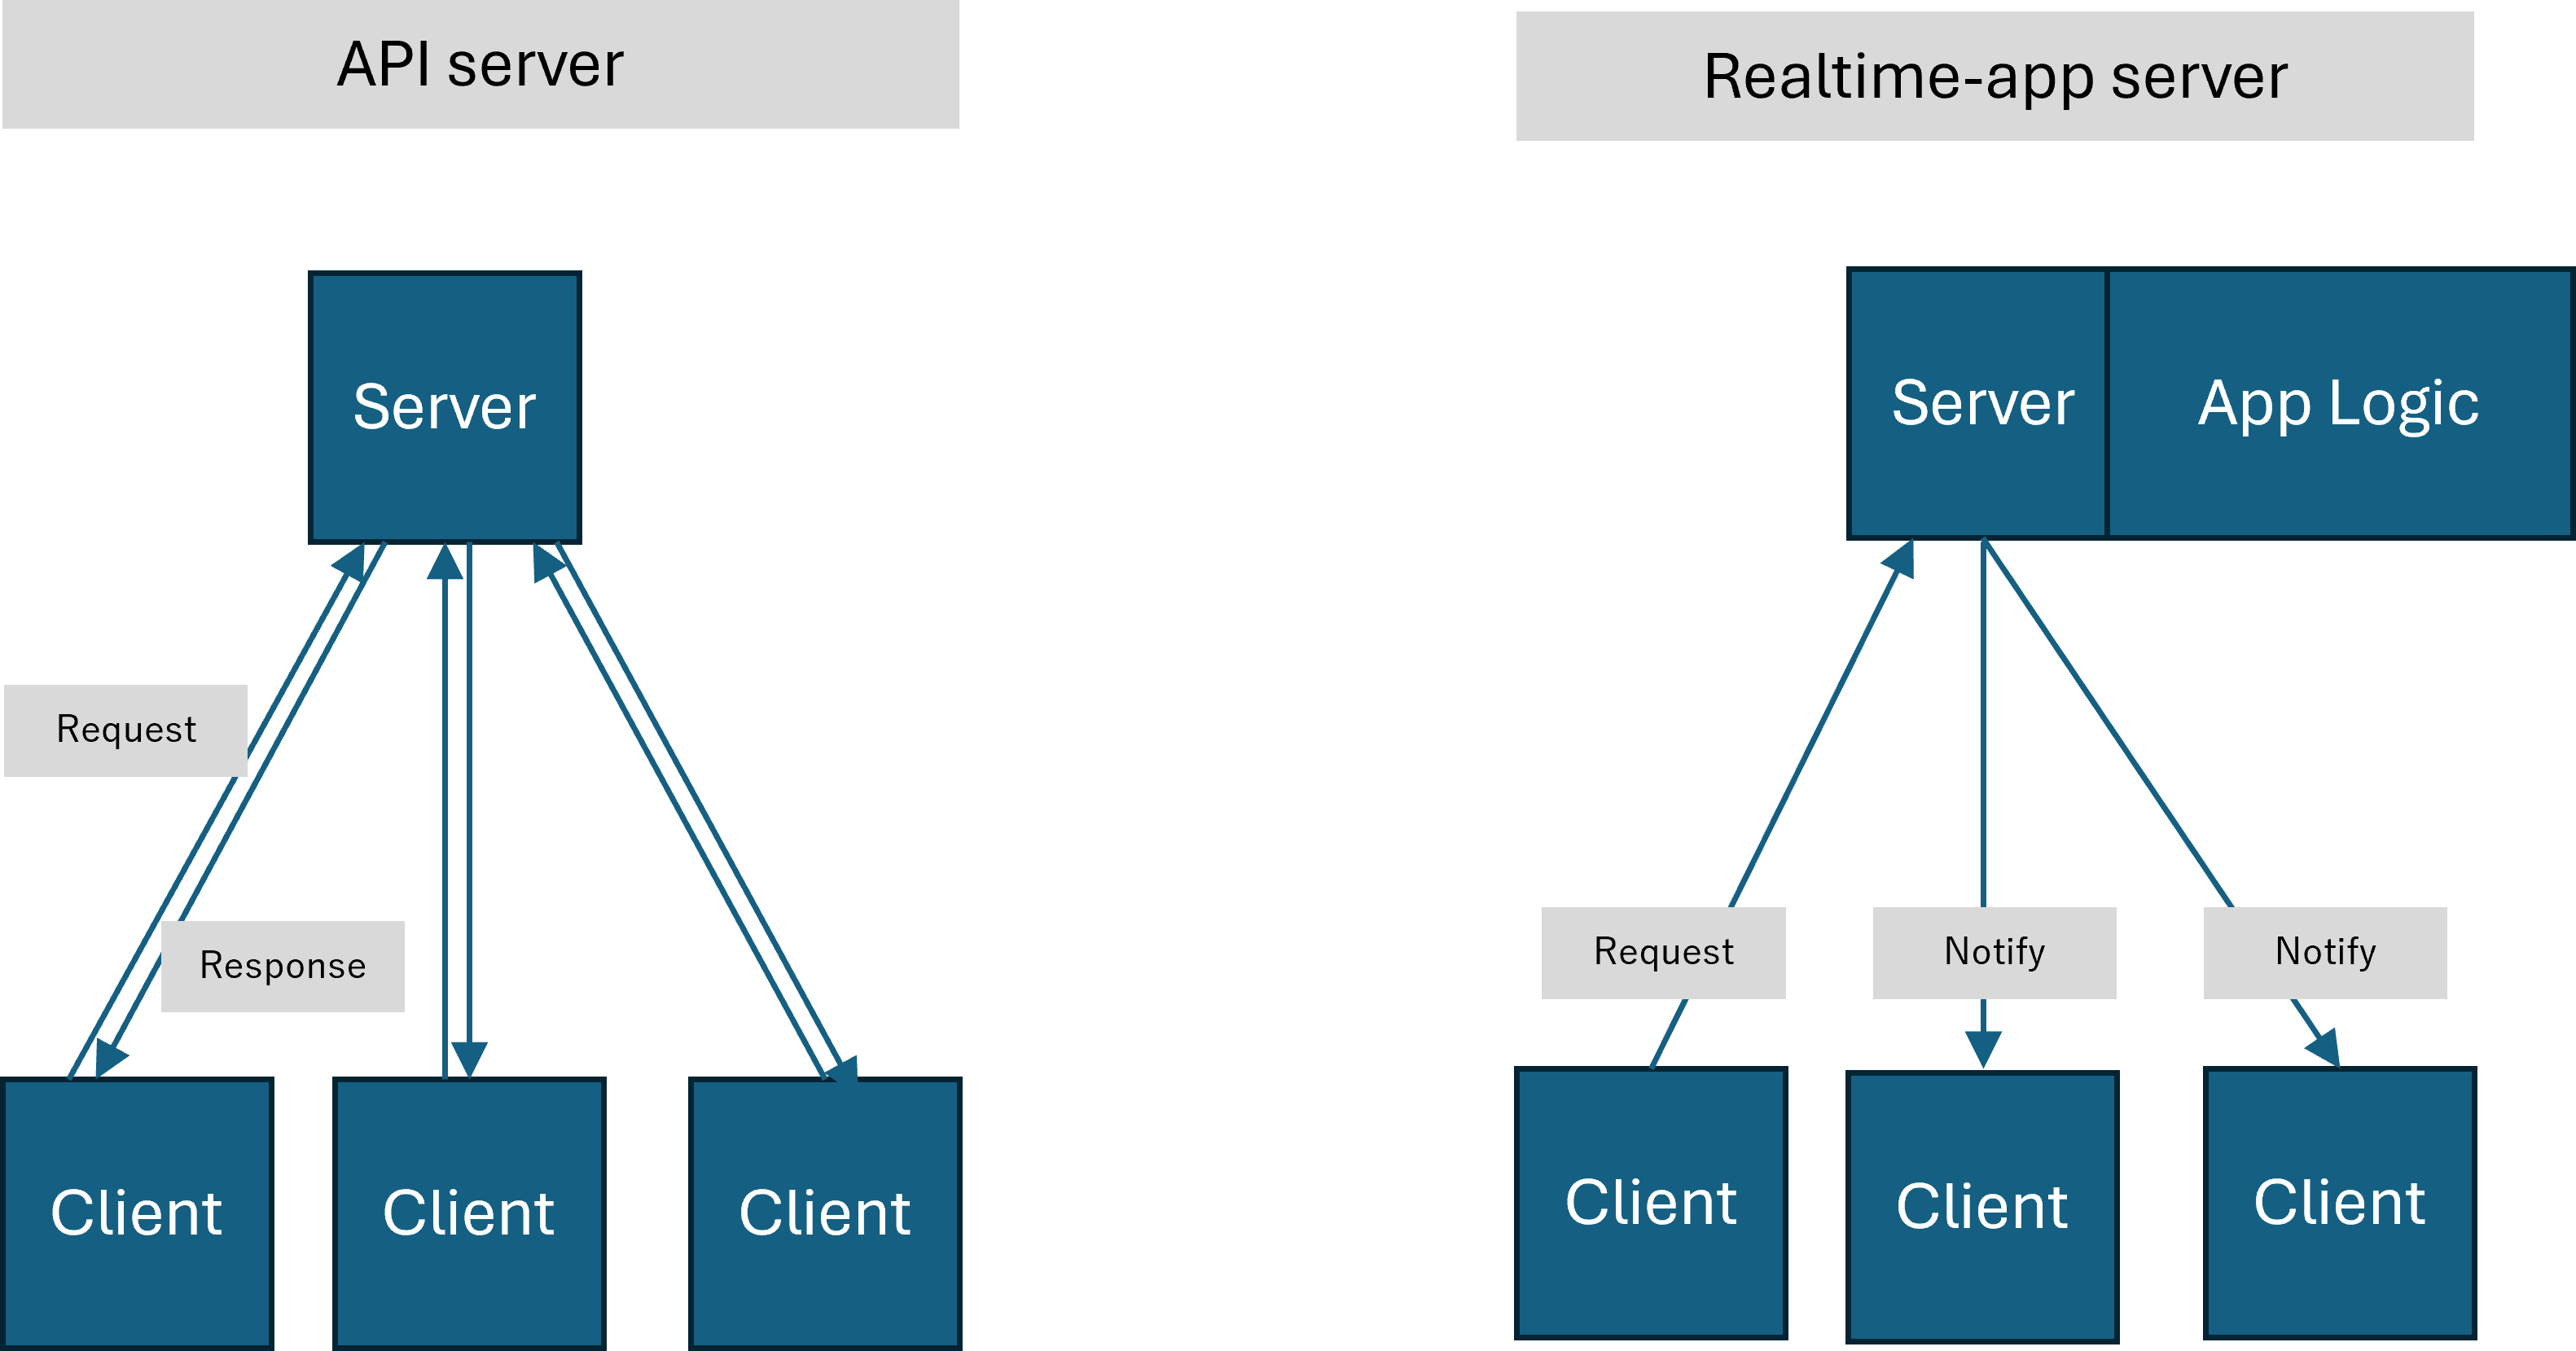 API server
Server
Request
Response
Client
Client
Client
Realtime-app server
Server
App Logic
Request
Notify
Notify
Client
Client
Client